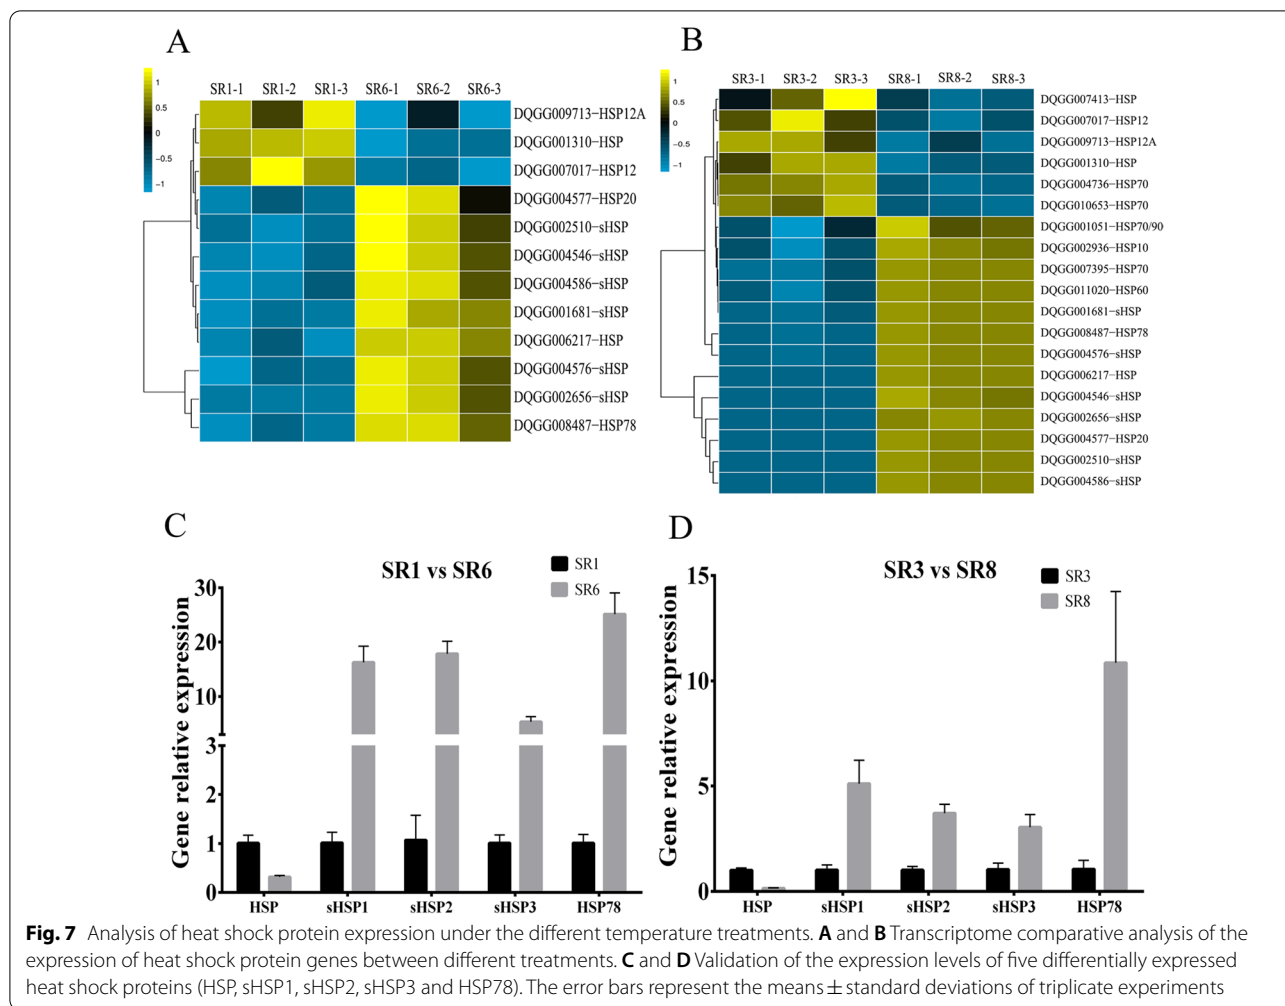 A
SR1-1 SR1-2 SR1-3 SR6-1 SR6-2 SR6-3
1
0.5
0
−0.5
−1
DQGG009713−HSP12A
DQGG001310−HSP
DQGG007017−HSP12
DQGG004577−HSP20
DQGG002510−sHSP
DQGG004546−sHSP
DQGG004586−sHSP
DQGG001681−sHSP
DQGG006217−HSP
DQGG004576−sHSP
DQGG002656−sHSP
DQGG008487−HSP78
B
SR3-1 SR3-2 SR3-3 SR8-1 SR8-2 SR8-3
1
0.5
0
−0.5
−1
DQGG007413−HSP
DQGG007017−HSP12
DQGG009713−HSP12A
DQGG001310−HSP
DQGG004736−HSP70
DQGG010653−HSP70
DQGG001051−HSP70/90
DQGG002936−HSP10
DQGG007395−HSP70
DQGG011020−HSP60
DQGG001681−sHSP
DQGG008487−HSP78
DQGG004576−sHSP
DQGG006217−HSP
DQGG004546−sHSP
DQGG002656−sHSP
DQGG004577−HSP20
DQGG002510−sHSP
DQGG004586−sHSP
C
SR1 vs SR6
SR1
SR6
Gene relative expression
30
20
10
3
2
1
0
HSP sHSP1 sHSP2 sHSP3 HSP78
D
SR3 vs SR8
SR3
SR8
Gene relative expression
15
10
5
0
HSP sHSP1 sHSP2 sHSP3 HSP78
Fig. 7 Analysis of heat shock protein expression under the different temperature treatments. A and B Transcriptome comparative analysis of the
expression of heat shock protein genes between different treatments. C and D Validation of the expression levels of five differentially expressed
heat shock proteins (HSP, sHSP1, sHSP2, sHSP3 and HSP78). The error bars represent the means ± standard deviations of triplicate experiments